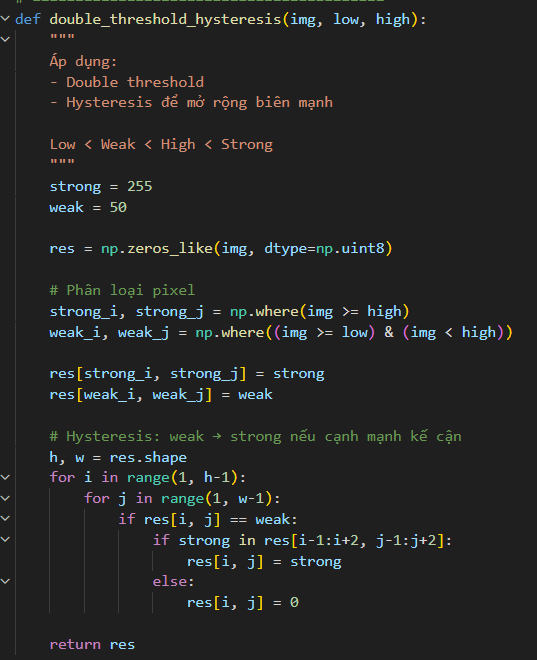 def double_threshold_hysteresis(img, low, high):
    """
    Áp dụng:
    - Double threshold
    - Hysteresis để mở rộng biên mạnh

    Low < Weak < High < Strong
    """
    strong = 255
    weak = 50

    res = np.zeros_like(img, dtype=np.uint8)

    # Phân loại pixel
    strong_i, strong_j = np.where(img >= high)
    weak_i, weak_j = np.where((img >= low) & (img < high))

    res[strong_i, strong_j] = strong
    res[weak_i, weak_j] = weak

    # Hysteresis: weak → strong nếu cạnh mạnh kế cận
    h, w = res.shape
    for i in range(1, h-1):
        for j in range(1, w-1):
            if res[i, j] == weak:
                if strong in res[i-1:i+2, j-1:j+2]:
                    res[i, j] = strong
                else:
                    res[i, j] = 0

    return res